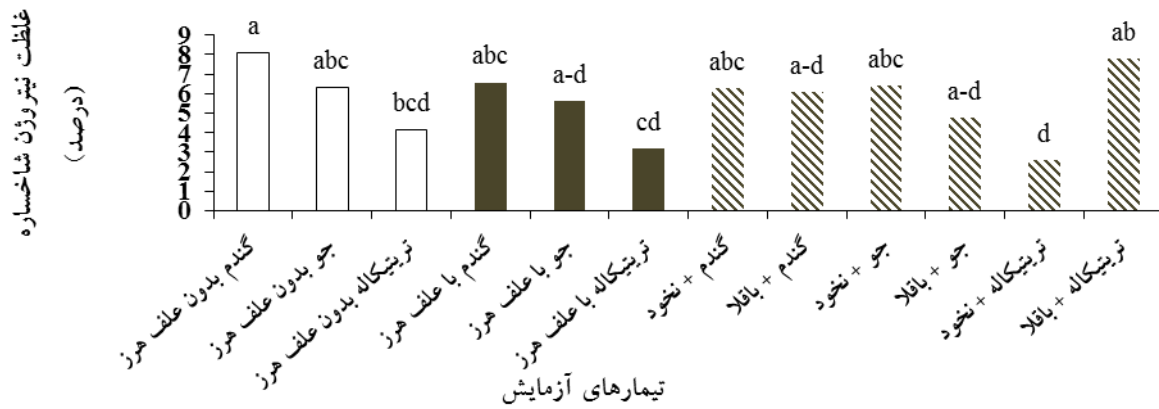 غلظت نیتروژن شاخساره
(درصد)
9
8
7
6
5
4
3
2
1
0
a
abc
bcd
abc
a-d
cd
abc
a-d
abc
a-d
d
ab
گندم بدون علف هرز
جو بدون علف هرز
تریتیکاله بدون علف هرز
گندم با علف هرز
جو با علف هرز
تریتیکاله با علف هرز
گندم + نخود
گندم + باقلا
جو + نخود
جو + باقلا
تریتیکاله + نخود
تریتیکاله + باقلا
تیمارهای آزمایش